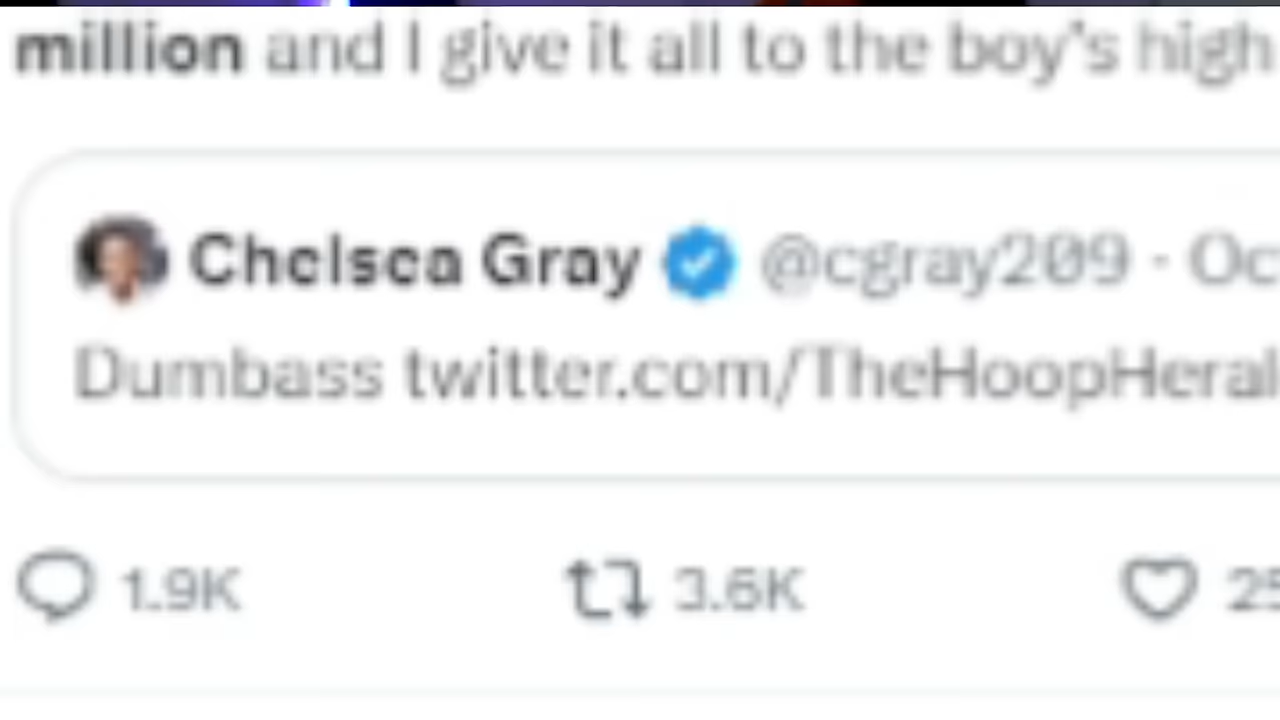 million and I give it all to the boy's high
Chelsea Gray @cgray209 · Oc
Dumbass twitter.com/TheHoopHeral
1.9K 3.6K 25